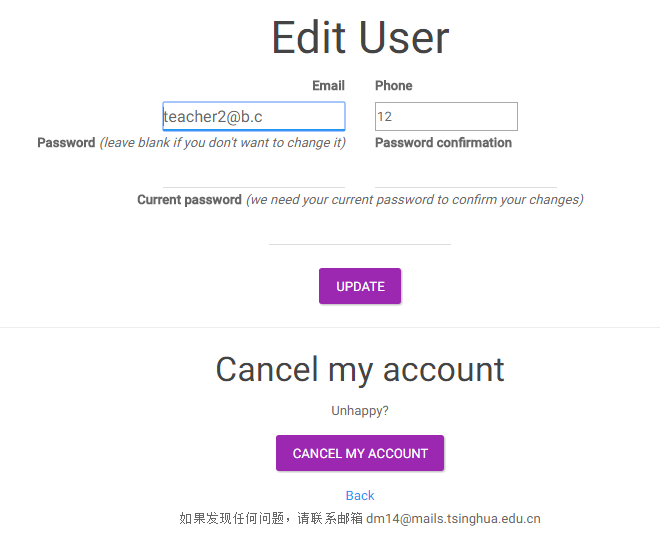 Edit User
Email Phone
teacher2@b.c 12
Password (leave blank if you don't want to change it) Password confirmation
Current password (we need your current password to confirm your changes)
UPDATE
Cancel my account
Unhappy?
CANCEL MY ACCOUNT
Back
如果发现任何问题，请联系邮箱 dm14@mails.tsinghua.edu.cn